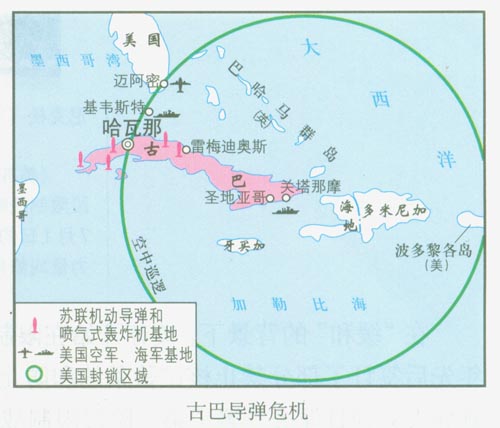 美国
墨西哥湾
大
西
洋
迈阿密
巴哈马群岛
(英)
基韦斯特
哈瓦那
古
雷梅迪奥斯
巴
圣地亚哥
关塔那摩
墨西哥
海地
多米尼加
牙买加
波多黎各岛
(美)
空中巡逻
加勒比海
苏联机动导弹和
喷气式轰炸机基地
美国空军、海军基地
美国封锁区域
古巴导弹危机